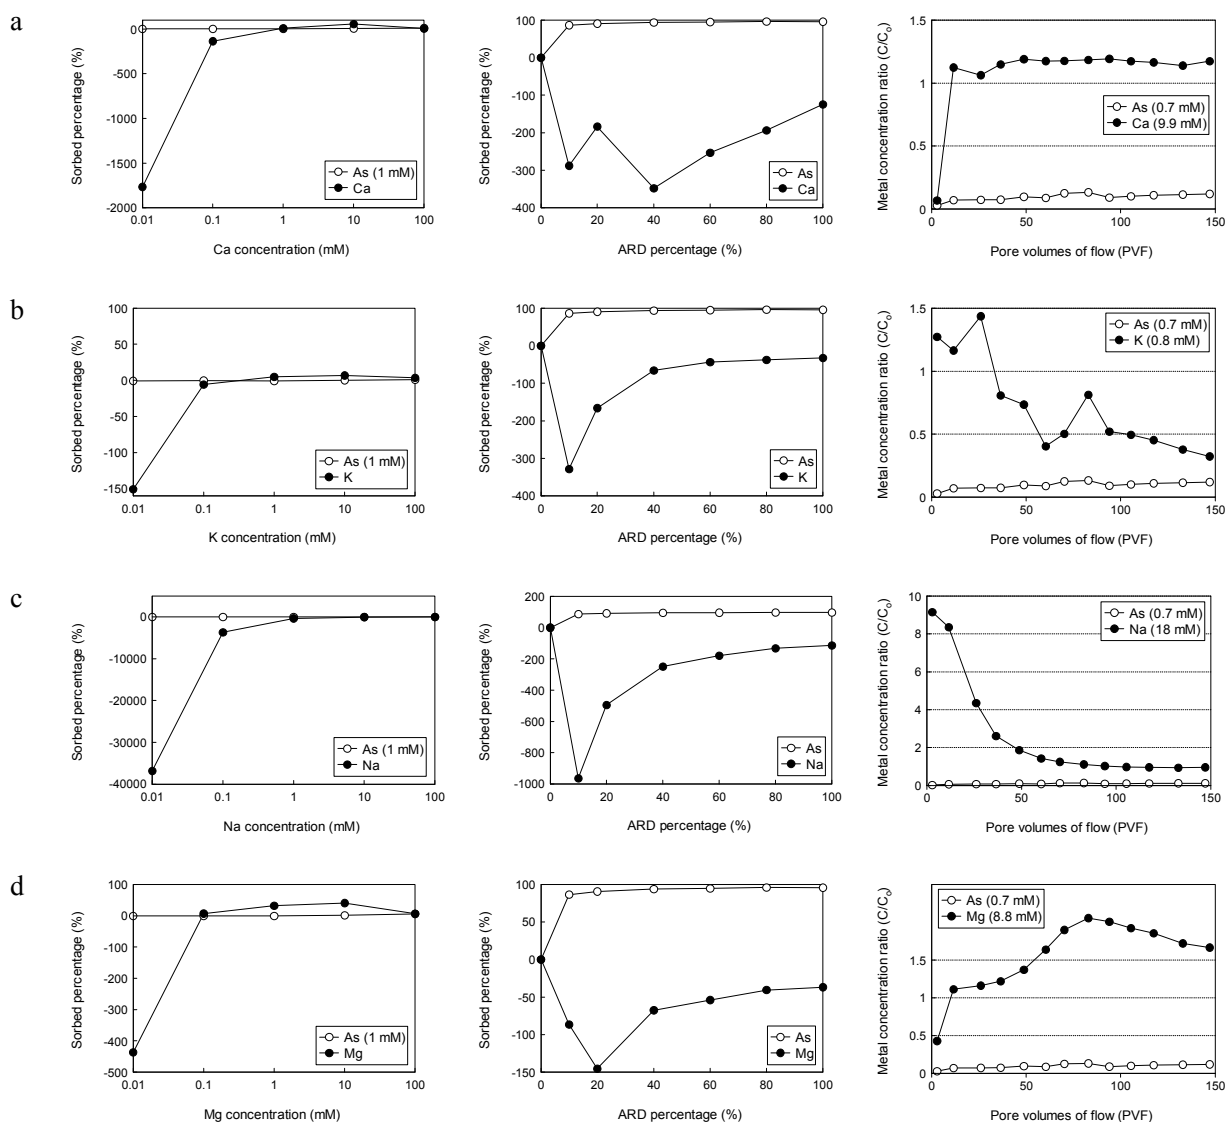 a
Sorbed percentage (%)
0
-500
-1000
-1500
-2000
0.01 0.1 1 10 100
Ca concentration (mM)
As (1 mM)
Ca
Sorbed percentage (%)
100
0
-100
-200
-300
-400
0 20 40 60 80 100
ARD percentage (%)
As
Ca
Metal concentration ratio (C/Co)
1.5
1
0.5
0
0 50 100 150
Pore volumes of flow (PVF)
As (0.7 mM)
Ca (9.9 mM)
b
Sorbed percentage (%)
100
50
0
-50
-100
-150
0.01 0.1 1 10 100
K concentration (mM)
As (1 mM)
K
Sorbed percentage (%)
100
0
-100
-200
-300
-400
0 20 40 60 80 100
ARD percentage (%)
As
K
Metal concentration ratio (C/Co)
1.5
1
0.5
0
0 50 100 150
Pore volumes of flow (PVF)
As (0.7 mM)
K (0.8 mM)
c
Sorbed percentage (%)
0
-10000
-20000
-30000
-40000
0.01 0.1 1 10 100
Na concentration (mM)
As (1 mM)
Na
Sorbed percentage (%)
200
0
-200
-400
-600
-800
-1000
0 20 40 60 80 100
ARD percentage (%)
As
Na
Metal concentration ratio (C/Co)
10
8
6
4
2
0
0 50 100 150
Pore volumes of flow (PVF)
As (0.7 mM)
Na (18 mM)
d
Sorbed percentage (%)
100
0
-100
-200
-300
-400
-500
0.01 0.1 1 10 100
Mg concentration (mM)
As (1 mM)
Mg
Sorbed percentage (%)
100
50
0
-50
-100
-150
0 20 40 60 80 100
ARD percentage (%)
As
Mg
Metal concentration ratio (C/Co)
1.5
1
0.5
0
0 50 100 150
Pore volumes of flow (PVF)
As (0.7 mM)
Mg (8.8 mM)